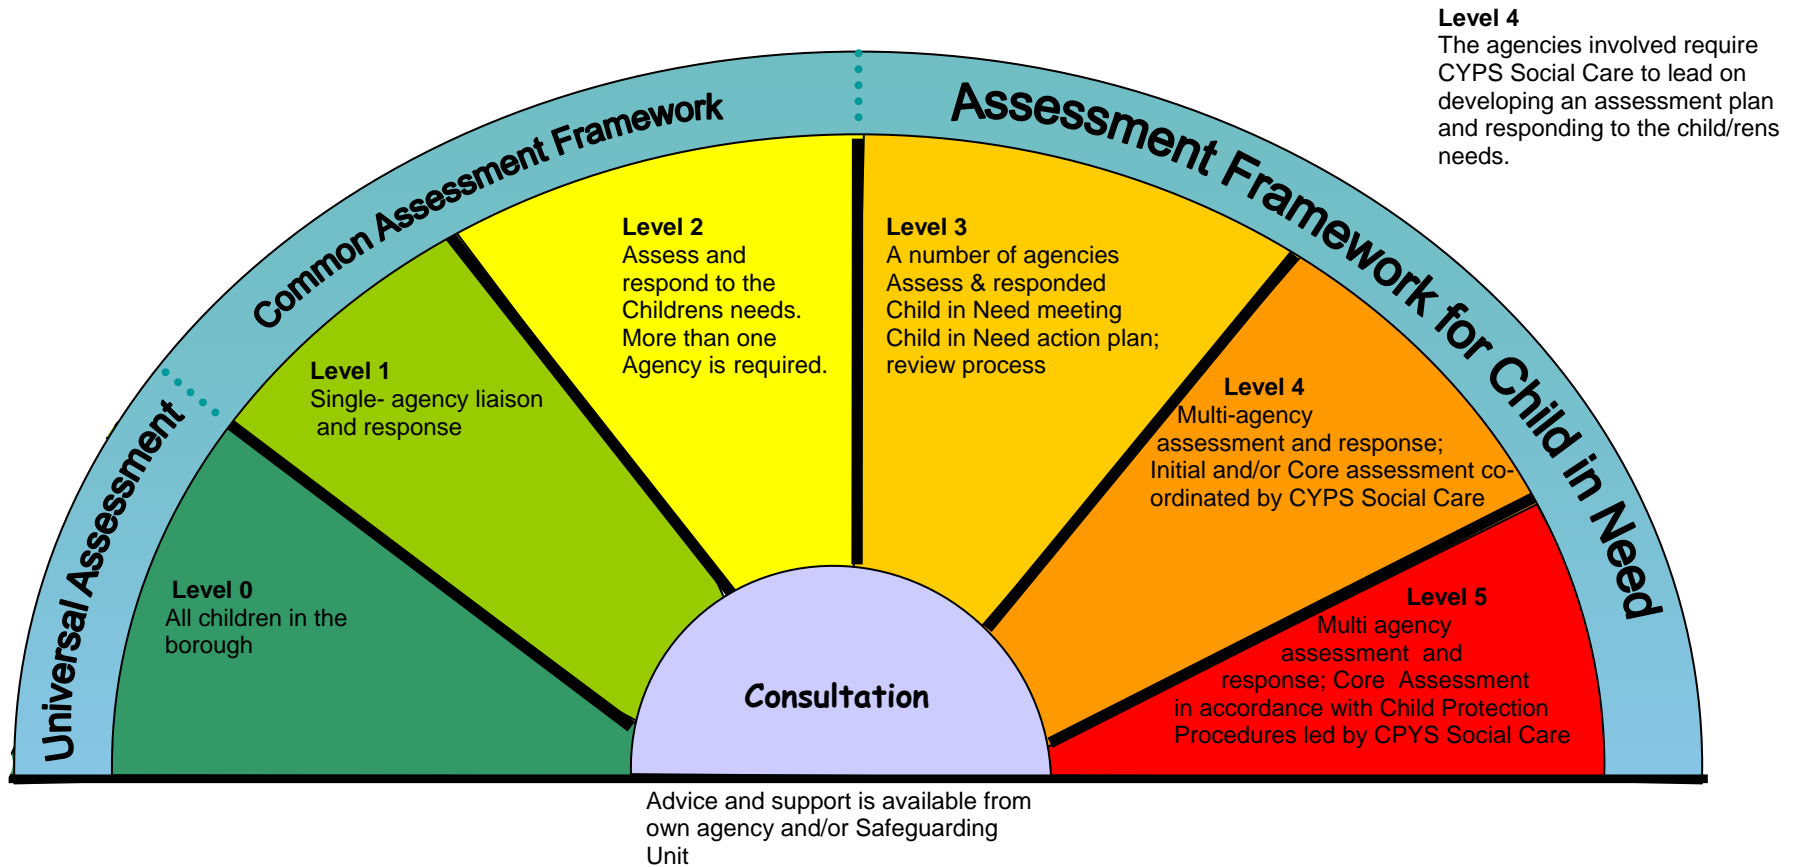 Level 4
The agencies involved require
CYPS Social Care to lead on
developing an assessment plan
and responding to the child/rens
needs.
Universal Assessment
Common Assessment Framework
Assessment Framework for Child in Need
Level 0
All children in the
borough
Level 1
Single- agency liaison
and response
Level 2
Assess and
respond to the
Childrens needs.
More than one
Agency is required.
Level 3
A number of agencies
Assess & responded
Child in Need meeting
Child in Need action plan;
review process
Level 4
Multi-agency
assessment and response;
Initial and/or Core assessment co-
ordinated by CYPS Social Care
Level 5
Multi agency
assessment and
response; Core Assessment
in accordance with Child Protection
Procedures led by CPYS Social Care
Consultation
Advice and support is available from
own agency and/or Safeguarding
Unit